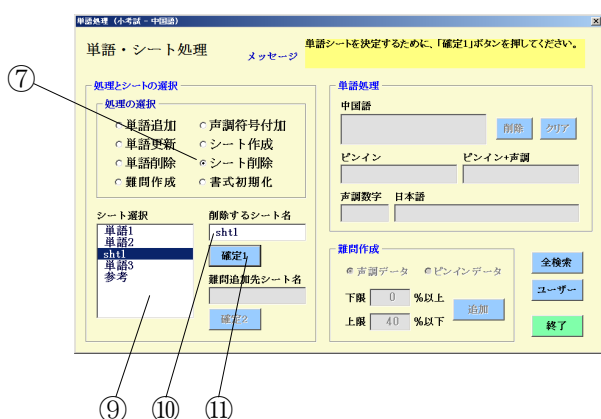 単語処理 (小考試 - 中国語)
単語・シート処理
メッセージ
単語シートを決定するために、「確定1」ボタンを押してください。
⑦
処理とシートの選択
処理の選択
単語追加
声調符号付加
単語更新
シート作成
単語削除
シート削除
難問作成
書式初期化
シート選択
単語1
単語2
sht1
単語3
参考
削除するシート名
sht1
確定1
難問追加先シート名
確定2
単語処理
中国語
削除
クリア
ピンイン
ピンイン+声調
声調数字
日本語
難問作成
声調データ
ピンインデータ
下限 0 %以上
上限 40 %以下
追加
全検索
ユーザー
終了
⑨
⑩
⑪